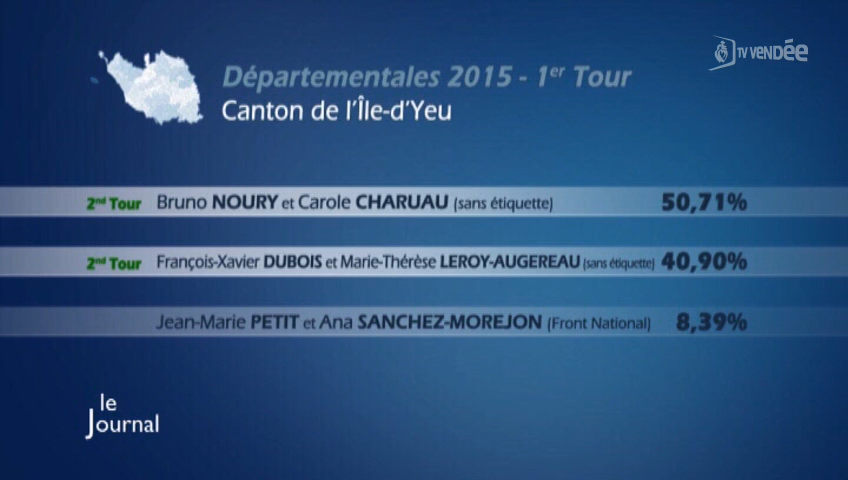 TV VENDÉE
Départementales 2015 - 1er Tour
Canton de l'Île-d'Yeu
2nd Tour Bruno NOURY et Carole CHARUAU (sans étiquette) 50,71%
2nd Tour François-Xavier DUBOIS et Marie-Thérèse LEROY-AUGEREAU (sans étiquette) 40,90%
Jean-Marie PETIT et Ana SANCHEZ-MOREJON (Front National) 8,39%
le
Journal